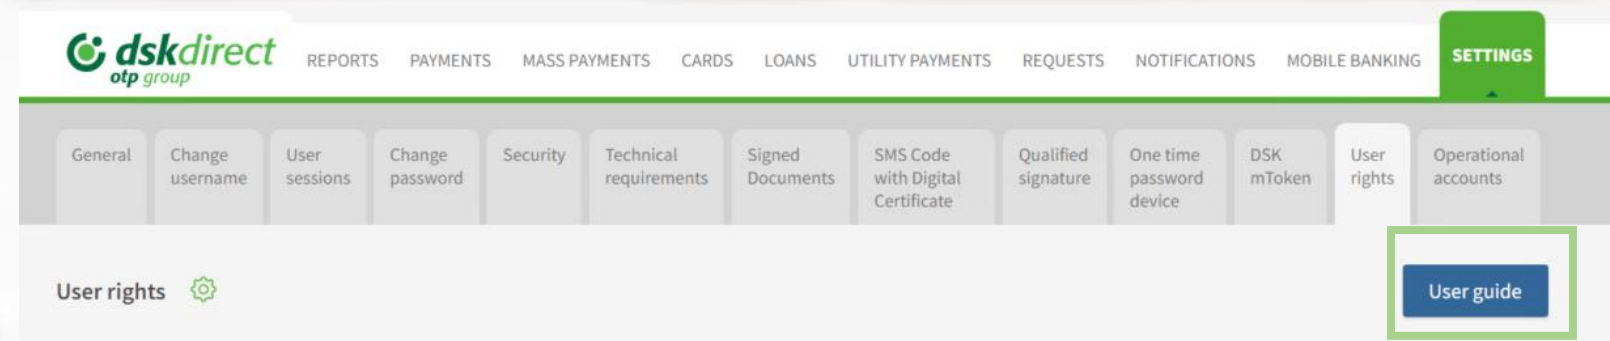 dskdirect
otp group
REPORTS PAYMENTS MASS PAYMENTS CARDS LOANS UTILITY PAYMENTS REQUESTS NOTIFICATIONS MOBILE BANKING SETTINGS
General
Change
username
User
sessions
Change
password
Security
Technical
requirements
Signed
Documents
SMS Code
with Digital
Certificate
Qualified
signature
One time
password
device
DSK
mToken
User
rights
Operational
accounts
User rights
User guide